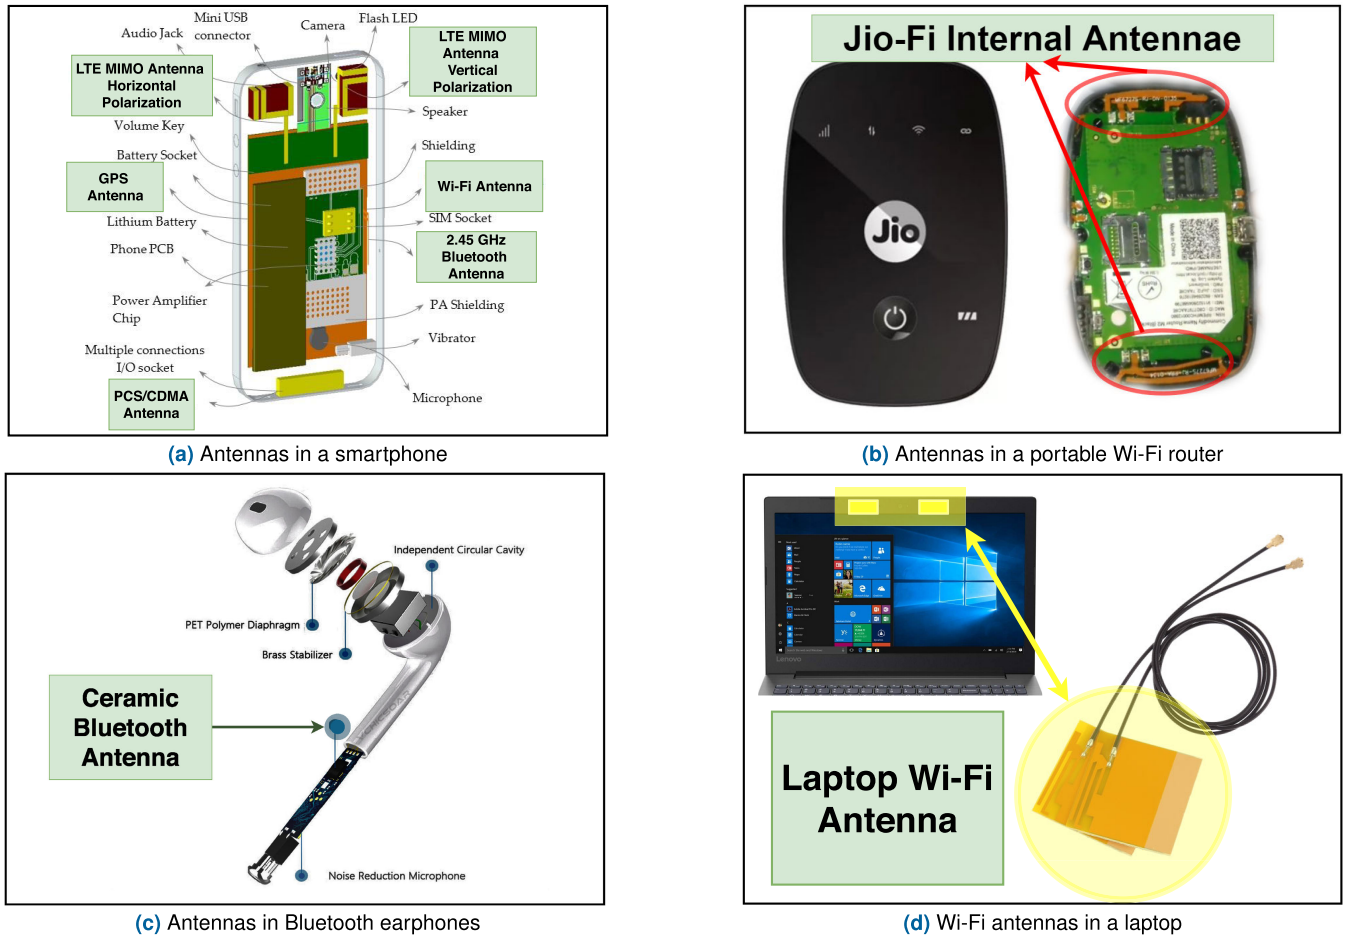 Mini USB
connector
Audio Jack
Camera
Flash LED
LTE MIMO Antenna
Horizontal
Polarization
LTE MIMO
Antenna
Vertical
Polarization
Speaker
Volume Key
Battery Socket
Shielding
GPS
Antenna
Wi-Fi Antenna
Lithium Battery
SIM Socket
Phone PCB
2.45 GHz
Bluetooth
Antenna
Power Amplifier
Chip
PA Shielding
Multiple connections
I/O socket
Vibrator
PCS/CDMA
Antenna
Microphone
(a) Antennas in a smartphone
Jio-Fi Internal Antennae
Jio
(b) Antennas in a portable Wi-Fi router
Independent Circular Cavity
PET Polymer Diaphragm
Brass Stabilizer
Ceramic
Bluetooth
Antenna
Noise Reduction Microphone
(c) Antennas in Bluetooth earphones
Lenovo
Laptop Wi-Fi
Antenna
(d) Wi-Fi antennas in a laptop